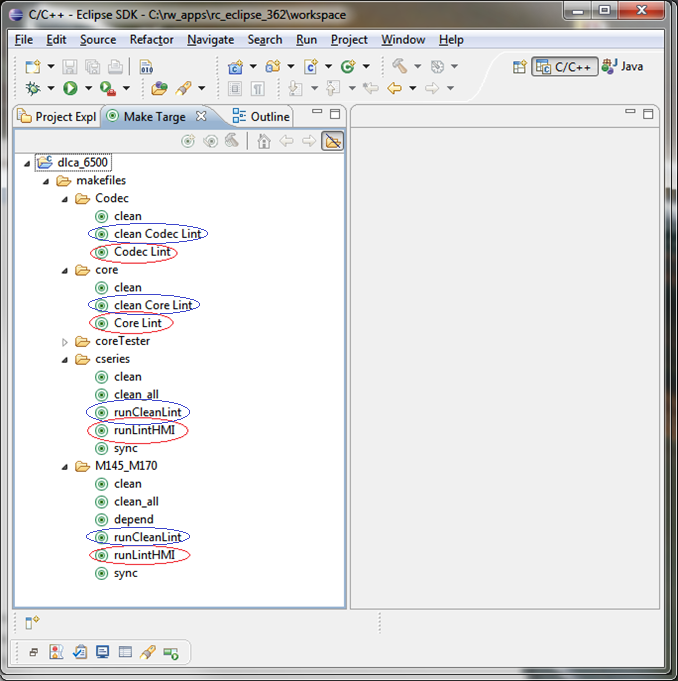 C/C++ - Eclipse SDK - C:\rw_apps\rc_eclipse_362\workspace
File Edit Source Refactor Navigate Search Run Project Window Help
010
C/C++ Java
Project Expl Make Targe Outline
dlca_6500
makefiles
Codec
clean
clean Codec Lint
Codec Lint
core
clean
clean Core Lint
Core Lint
coreTester
cseries
clean
clean_all
runCleanLint
runLintHMI
sync
M145_M170
clean
clean_all
depend
runCleanLint
runLintHMI
sync